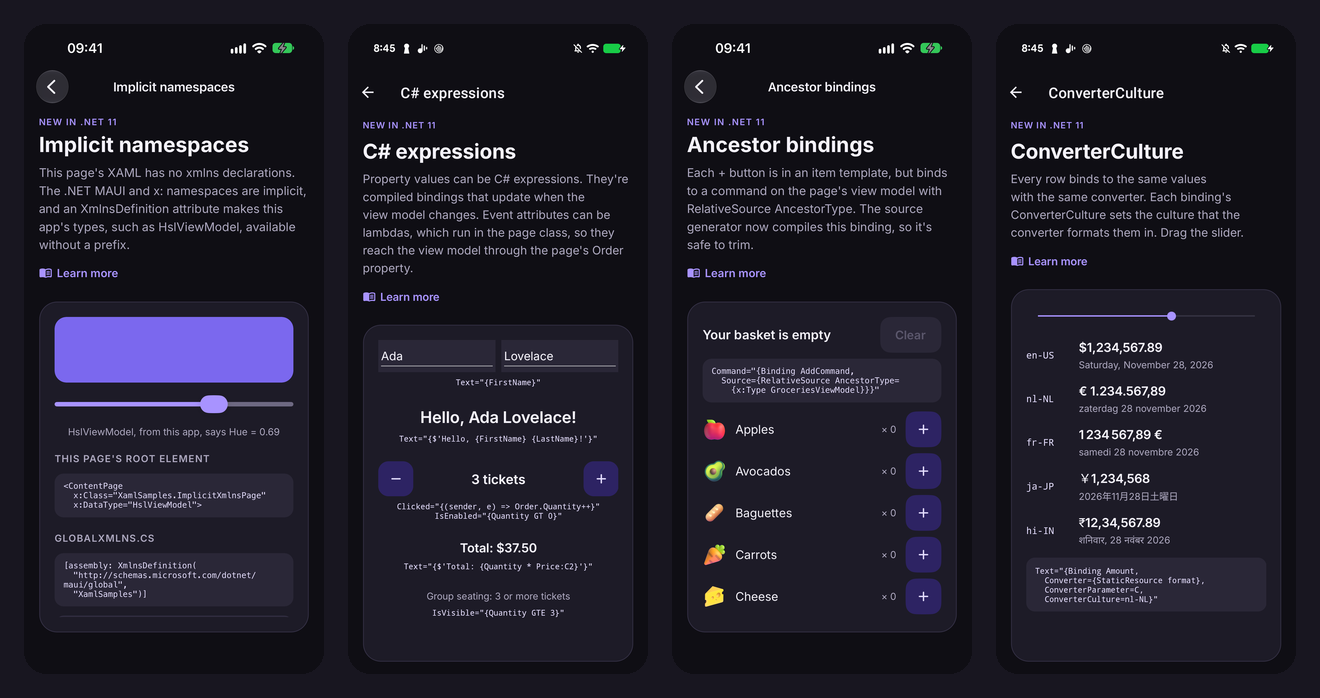 09:41
Implicit namespaces
NEW IN .NET 11
Implicit namespaces
This page's XAML has no xmlns declarations.
The .NET MAUI and x: namespaces are implicit,
and an XmlnsDefinition attribute makes this
app's types, such as HslViewModel, available
without a prefix.
Learn more
HslViewModel, from this app, says Hue = 0.69
THIS PAGE'S ROOT ELEMENT
<ContentPage
x:Class="XamlSamples.ImplicitXmlnsPage"
x:DataType="HslViewModel">
GLOBALXMLNS.CS
[assembly: XmlnsDefinition(
"http://schemas.microsoft.com/dotnet/
maui/global",
"XamlSamples")]
8:45
C# expressions
NEW IN .NET 11
C# expressions
Property values can be C# expressions. They're
compiled bindings that update when the
view model changes. Event attributes can be
lambdas, which run in the page class, so they
reach the view model through the page's Order
property.
Learn more
Ada Lovelace
Text="{FirstName}"
Hello, Ada Lovelace!
Text="{$'Hello, {FirstName} {LastName}!'}"
− 3 tickets +
Clicked="{(sender, e) => Order.Quantity++}"
IsEnabled="{Quantity GT 0}"
Total: $37.50
Text="{$'Total: {Quantity * Price:C2}'}"
Group seating: 3 or more tickets
IsVisible="{Quantity GTE 3}"
09:41
Ancestor bindings
NEW IN .NET 11
Ancestor bindings
Each + button is in an item template, but binds
to a command on the page's view model with
RelativeSource AncestorType. The source
generator now compiles this binding, so it's
safe to trim.
Learn more
Your basket is empty Clear
Command="{Binding AddCommand,
Source={RelativeSource AncestorType=
{x:Type GroceriesViewModel}}}"
Apples × 0 +
Avocados × 0 +
Baguettes × 0 +
Carrots × 0 +
Cheese × 0 +
8:45
ConverterCulture
NEW IN .NET 11
ConverterCulture
Every row binds to the same values
with the same converter. Each binding's
ConverterCulture sets the culture that the
converter formats them in. Drag the slider.
Learn more
en-US $1,234,567.89
Saturday, November 28, 2026
nl-NL € 1.234.567,89
zaterdag 28 november 2026
fr-FR 1 234 567,89 €
samedi 28 novembre 2026
ja-JP ￥1,234,568
2026年11月28日土曜日
hi-IN ₹12,34,567.89
शनिवार, 28 नवंबर 2026
Text="{Binding Amount,
Converter={StaticResource format},
ConverterParameter=C,
ConverterCulture=nl-NL}"